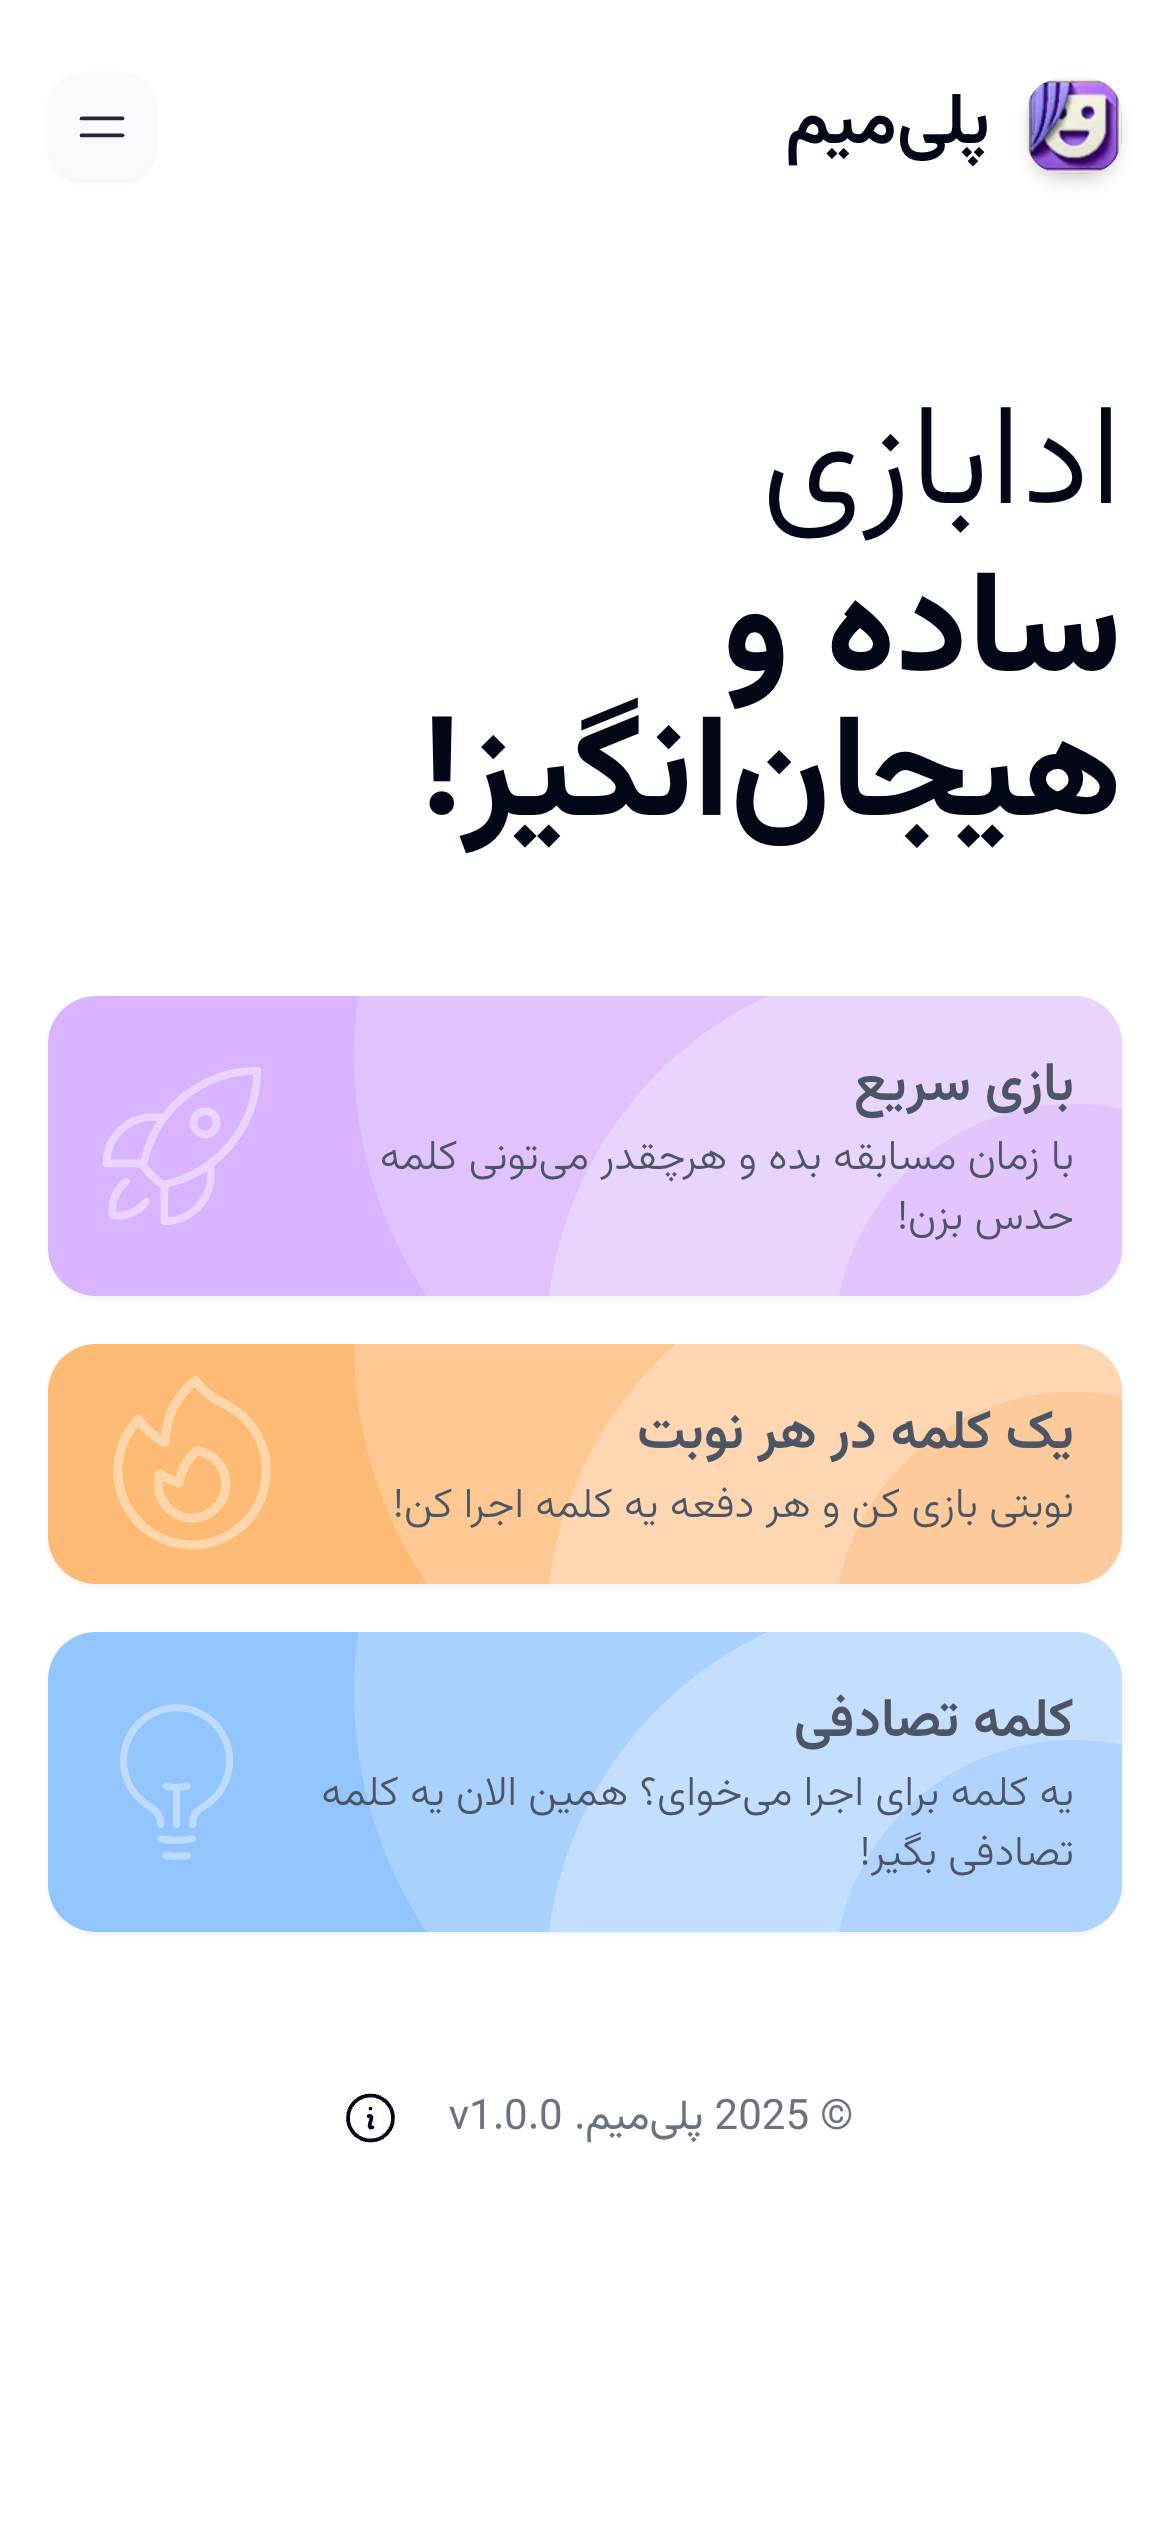 پلی‌میم
ادابازی
ساده و
هیجان‌انگیز!
بازی سریع
با زمان مسابقه بده و هرچقدر می‌تونی کلمه
حدس بزن!
یک کلمه در هر نوبت
نوبتی بازی کن و هر دفعه یه کلمه اجرا کن!
کلمه تصادفی
یه کلمه برای اجرا می‌خوای؟ همین الان یه کلمه
تصادفی بگیر!
© 2025 پلی‌میم. v1.0.0